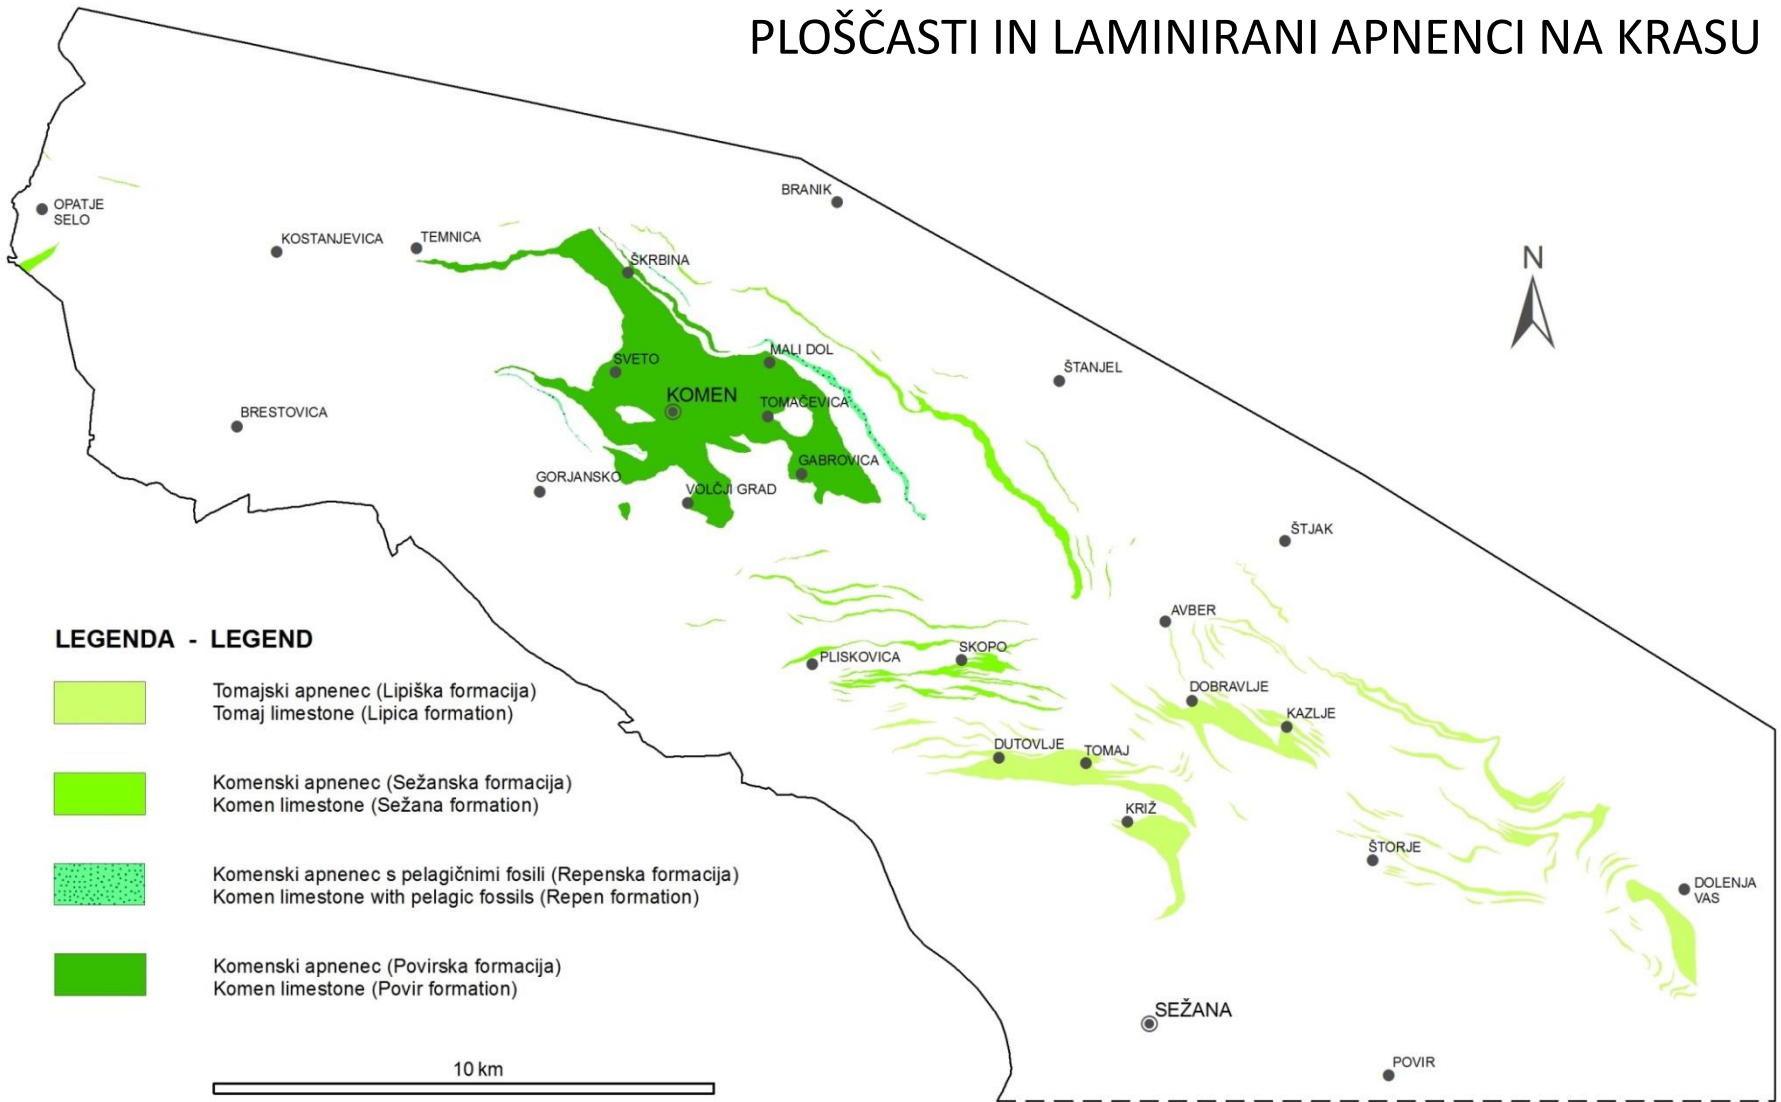 PLOŠČASTI IN LAMINIRANI APNENCI NA KRASU
BRANIK
OPATJE
SELO
KOSTANJEVICA
TEMNICA
ŠKRBINA
N
MALI DOL
SVETO
ŠTANJEL
KOMEN
TOMAČEVICA
BRESTOVICA
GABROVICA
GORJANSKO
VOLČJI GRAD
ŠTJAK
AVBER
PLISKOVICA
SKOPO
DOBRAVLJE
KAZLJE
DUTOVLJE
TOMAJ
KRIŽ
ŠTORJE
DOLENJA
VAS
SEŽANA
POVIR
LEGENDA - LEGEND
Tomajski apnenec (Lipiška formacija)
Tomaj limestone (Lipica formation)
Komenski apnenec (Sežanska formacija)
Komen limestone (Sežana formation)
Komenski apnenec s pelagičnimi fosili (Repenska formacija)
Komen limestone with pelagic fossils (Repen formation)
Komenski apnenec (Povirska formacija)
Komen limestone (Povir formation)
10 km